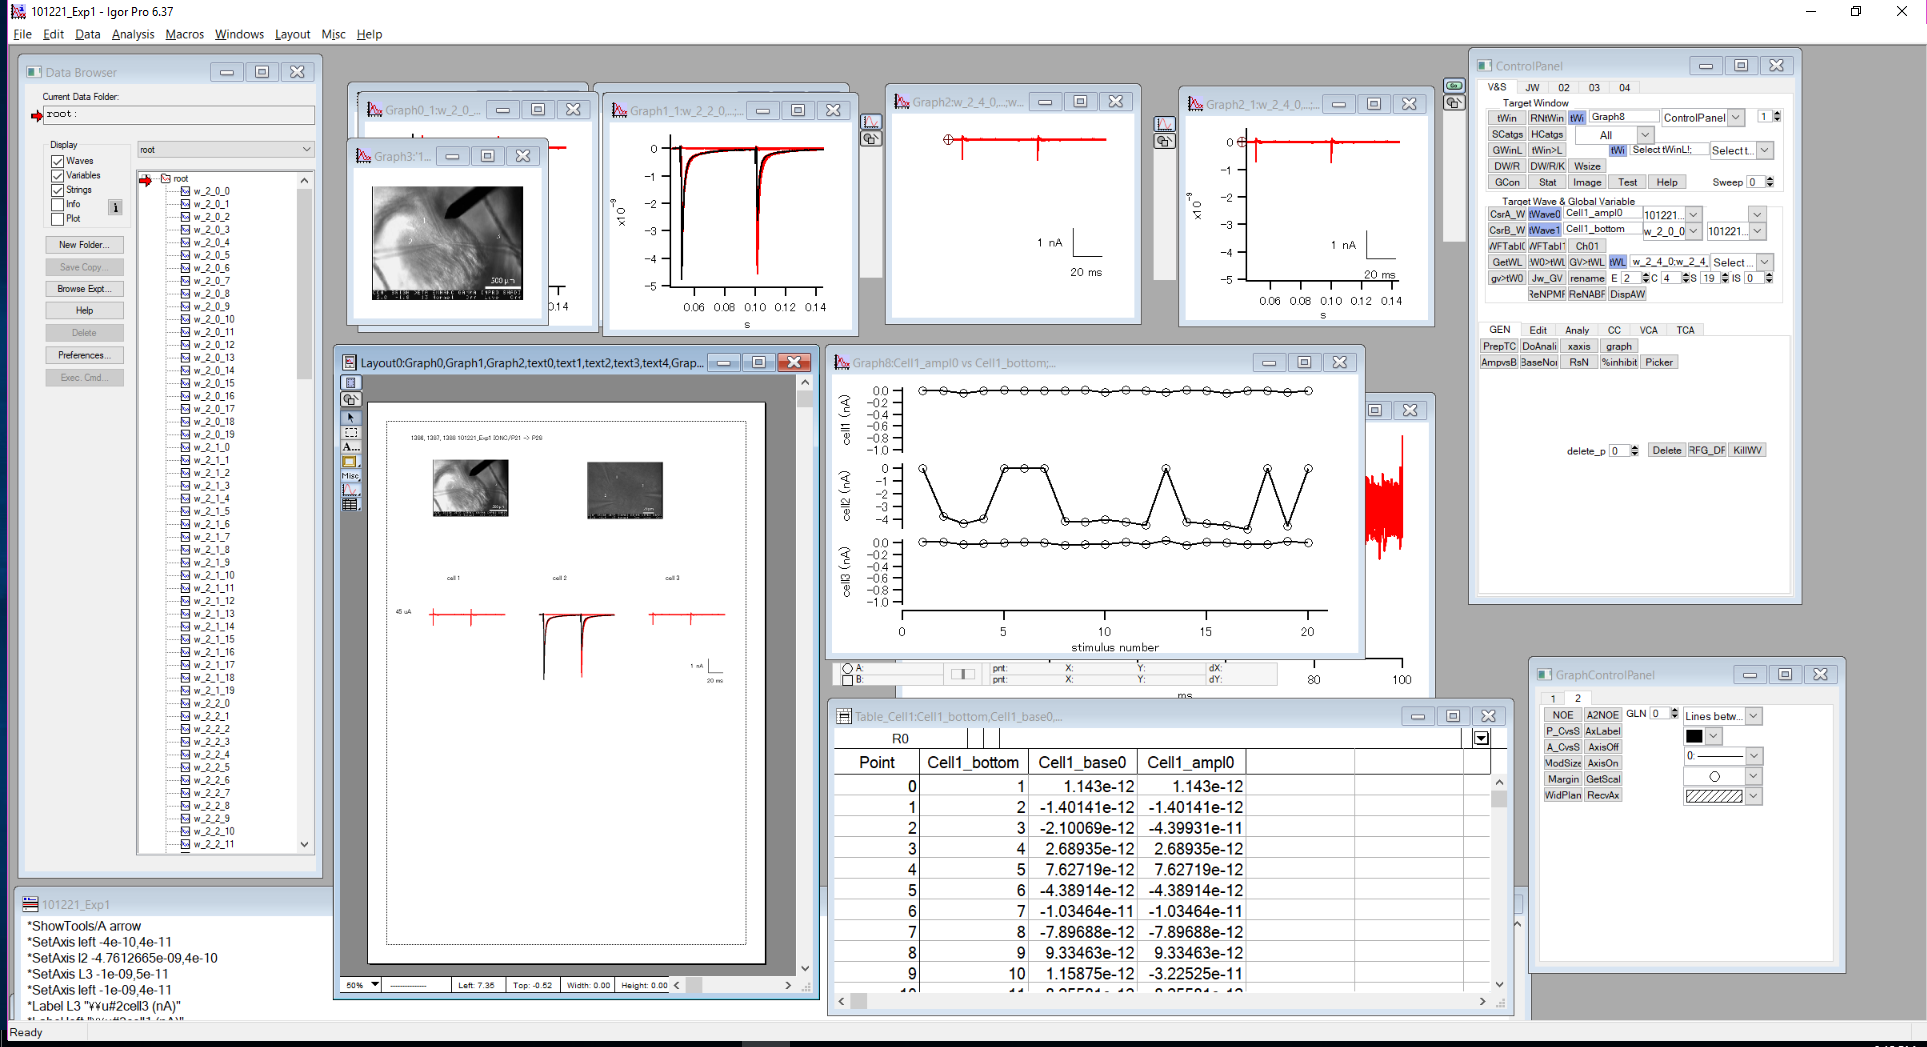 101221_Exp1 - Igor Pro 6.37
File Edit Data Analysis Macros Windows Layout Misc Help
Data Browser
Current Data Folder:
root:
Display
Waves
Variables
Strings
Info
Plot
New Folder...
Save Copy...
Browse Expt...
Help
Delete
Preferences...
Exec. Cmd...
root
root
w_2_0_0
w_2_0_1
w_2_0_2
w_2_0_3
w_2_0_4
w_2_0_5
w_2_0_6
w_2_0_7
w_2_0_8
w_2_0_9
w_2_0_10
w_2_0_11
w_2_0_12
w_2_0_13
w_2_0_14
w_2_0_15
w_2_0_16
w_2_0_17
w_2_0_18
w_2_0_19
w_2_1_0
w_2_1_1
w_2_1_2
w_2_1_3
w_2_1_4
w_2_1_5
w_2_1_6
w_2_1_7
w_2_1_8
w_2_1_9
w_2_1_10
w_2_1_11
w_2_1_12
w_2_1_13
w_2_1_14
w_2_1_15
w_2_1_16
w_2_1_17
w_2_1_18
w_2_1_19
w_2_2_0
w_2_2_1
w_2_2_2
w_2_2_3
w_2_2_4
w_2_2_5
w_2_2_6
w_2_2_7
w_2_2_8
w_2_2_9
w_2_2_10
w_2_2_11
Graph0_1:w_2_0...
0.14
Graph3:'1...
500 µm
Graph1_1:w_2_2_0,...;...
0
-1
-2
-3
-4
-5
x10⁻⁹
0.06 0.08 0.10 0.12 0.14
s
Graph2:w_2_4_0,...;w...
1 nA
20 ms
Graph2_1:w_2_4_0,...;...
0
-1
-2
-3
-4
-5
x10⁻⁹
1 nA
20 ms
0.06 0.08 0.10 0.12 0.14
s
ControlPanel
V&S JW 02 03 04
Target Window
tWin RNtWin tWi Graph8 ControlPanel 1
SCatgs HCatgs All
GWinL tWin>L tWi Select tWinL!; Select t...
DW/R DW/R/K Wsize
GCon Stat Image Test Help Sweep 0
Target Wave & Global Variable
CsrA_W tWave0 Cell1_ampl0 101221...
CsrB_W tWave1 Cell1_bottom w_2_0_0 101221...
WFTabl( WFTabl1 Ch01
GetWL W0>tWL GV>tWL tWL w_2_4_0;w_2_4_ Select...
gv>tW0 Jw_GV rename E 2 C 4 S 19 IS 0
ReNPMF ReNABF DispAW
GEN Edit Analy CC VCA TCA
PrepTC DoAnali xaxis graph
AmpvsB BaseNor RsN %inhibit Picker
delete_p 0 Delete RFG_DF KillWV
Layout0:Graph0,Graph1,Graph2,text0,text1,text2,text3,text4,Grap...
A...
Misc
1386, 1387, 1388 101221_Exp1 IONC/P21 -> P28
cell 1 cell 2 cell 3
45 uA
1 nA
20 ms
50% Left: 7.35 Top: -0.52 Width: 0.00 Height: 0.00
Graph8:Cell1_ampl0 vs Cell1_bottom;...
cell1 (nA)
0.0
-0.2
-0.4
-0.6
-0.8
-1.0
cell2 (nA)
0
-1
-2
-3
-4
cell3 (nA)
0.0
-0.2
-0.4
-0.6
-0.8
-1.0
0 5 10 15 20
stimulus number
A: pnt: X: Y: dX:
B: pnt: X: Y: dY:
80 100
ms
Table_Cell1:Cell1_bottom,Cell1_base0,...
R0
Point Cell1_bottom Cell1_base0 Cell1_ampl0
0 1 1.143e-12 1.143e-12
1 2 -1.40141e-12 -1.40141e-12
2 3 -2.10069e-12 -4.39931e-11
3 4 2.68935e-12 2.68935e-12
4 5 7.62719e-12 7.62719e-12
5 6 -4.38914e-12 -4.38914e-12
6 7 -1.03464e-11 -1.03464e-11
7 8 -7.89688e-12 -7.89688e-12
8 9 9.33463e-12 9.33463e-12
9 10 1.15875e-12 -3.22525e-11
GraphControlPanel
1 2
NOE A2NOE GLN 0 Lines betw...
P_CvsS AxLabel
A_CvsS AxisOff 0:
ModSize AxisOn
Margin GetScal
WidPlan RecvAx
101221_Exp1
*ShowTools/A arrow
*SetAxis left -4e-10,4e-11
*SetAxis l2 -4.7612665e-09,4e-10
*SetAxis L3 -1e-09,5e-11
*SetAxis left -1e-09,4e-11
*Label L3 "¥¥u#2cell3 (nA)"
*Label left "¥¥u#2cell1 (nA)"
Ready